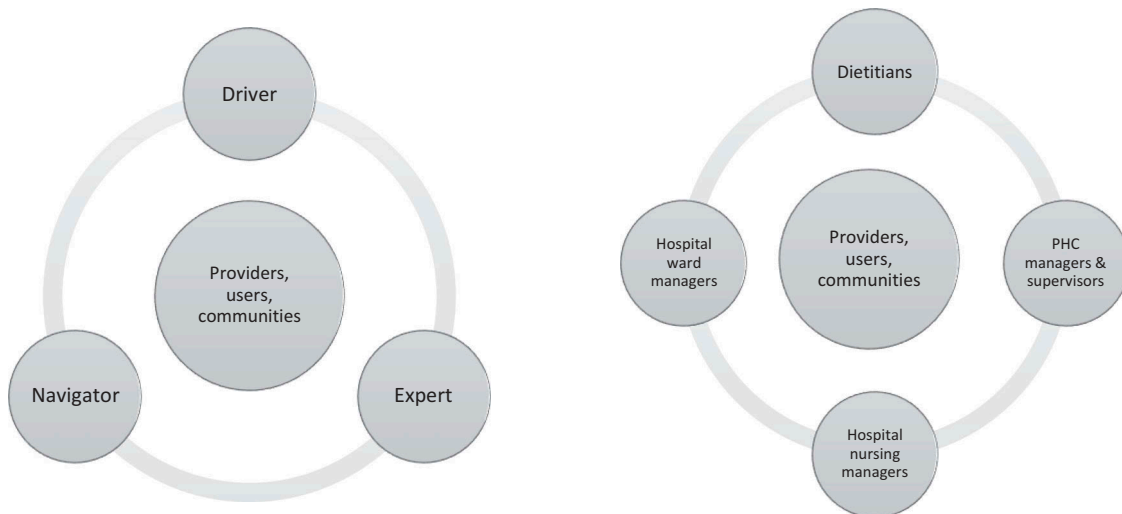 Driver
Providers,
users,
communities
Navigator
Expert
Dietitians
Hospital
ward
managers
Providers,
users,
communities
PHC
managers &
supervisors
Hospital
nursing
managers